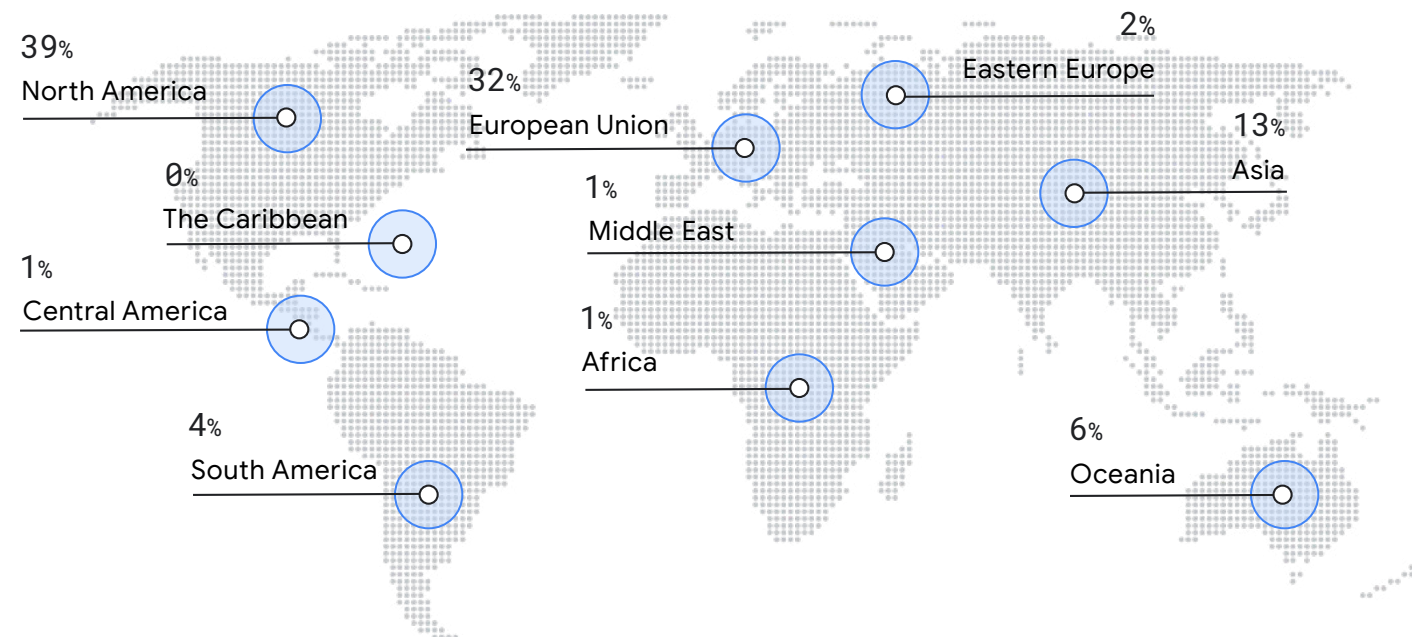 39%
North America
32%
European Union
2%
Eastern Europe
13%
Asia
0%
The Caribbean
1%
Middle East
1%
Central America
1%
Africa
4%
South America
6%
Oceania